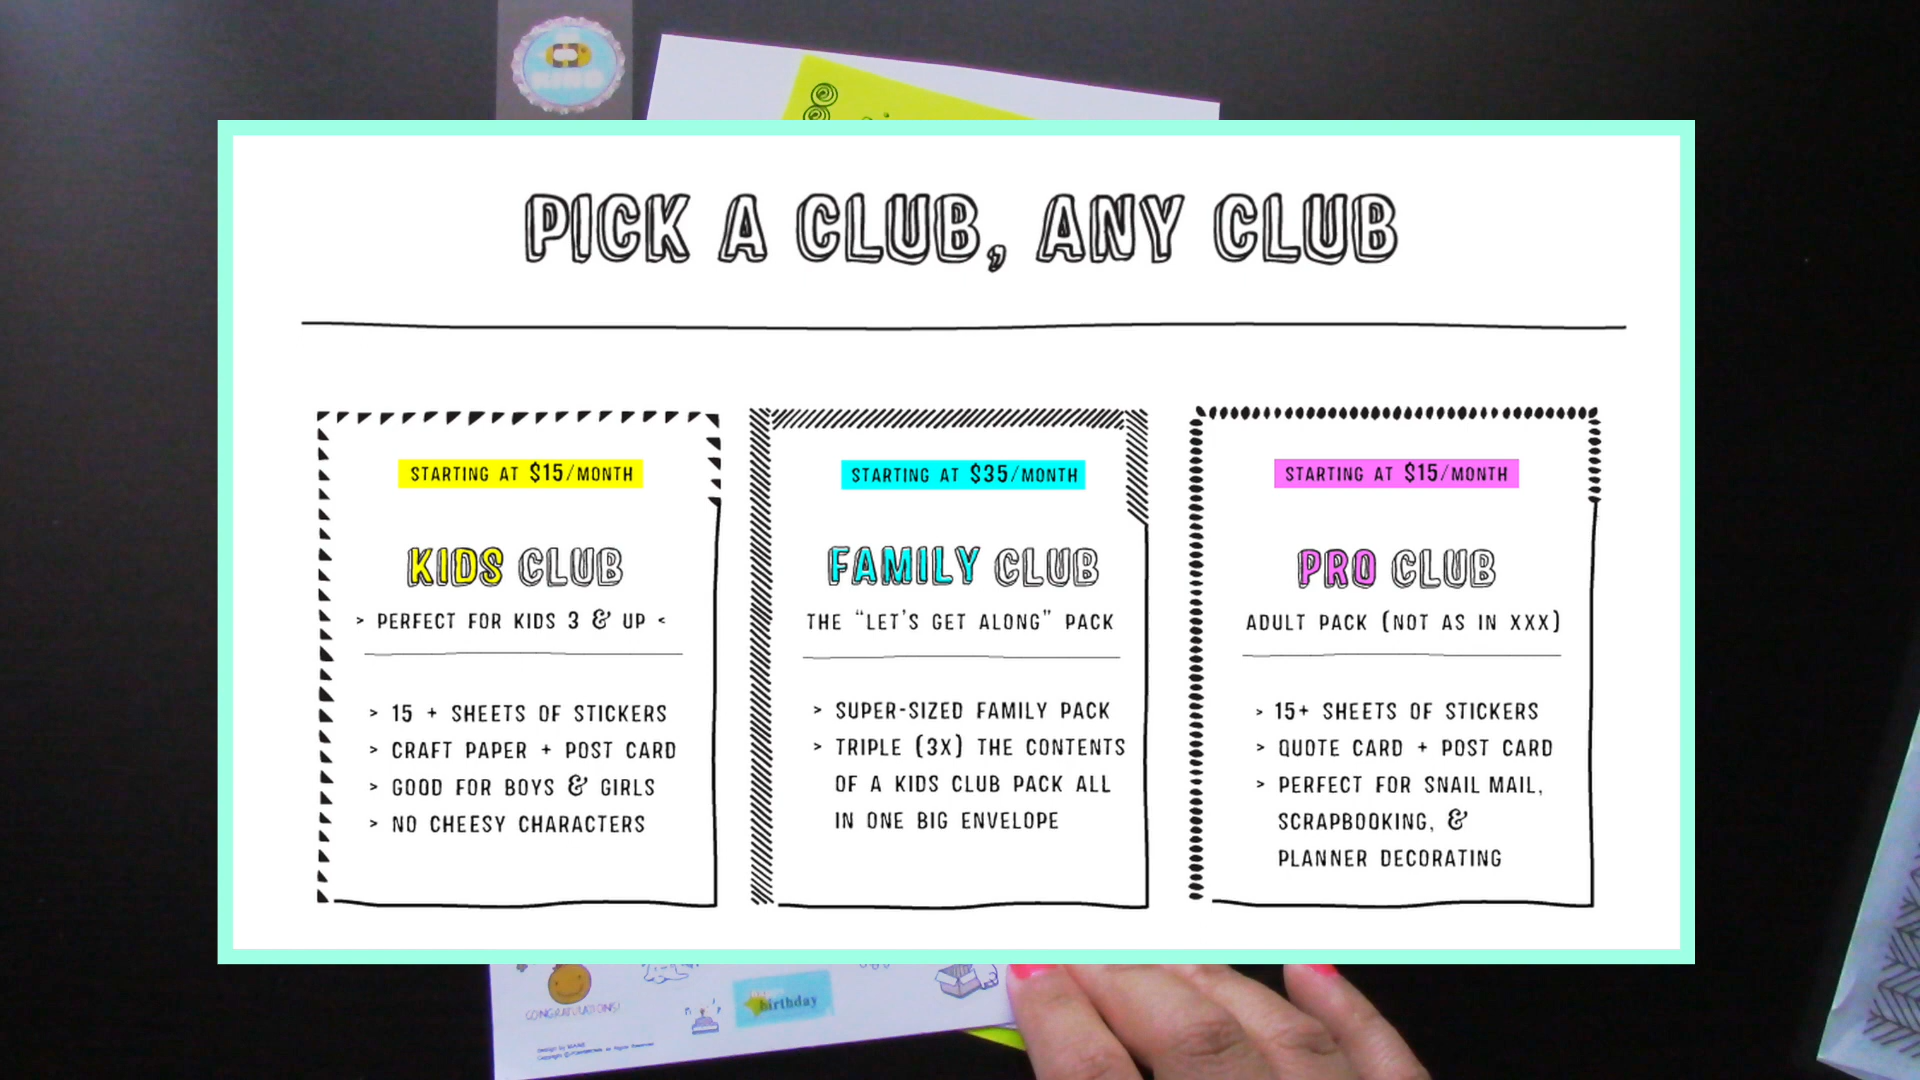 PICK A CLUB, ANY CLUB
STARTING AT $15/MONTH
KIDS CLUB
> PERFECT FOR KIDS 3 & UP <
> 15 + SHEETS OF STICKERS
> CRAFT PAPER + POST CARD
> GOOD FOR BOYS & GIRLS
> NO CHEESY CHARACTERS
STARTING AT $35/MONTH
FAMILY CLUB
THE "LET'S GET ALONG" PACK
> SUPER-SIZED FAMILY PACK
> TRIPLE (3X) THE CONTENTS
OF A KIDS CLUB PACK ALL
IN ONE BIG ENVELOPE
STARTING AT $15/MONTH
PRO CLUB
ADULT PACK (NOT AS IN XXX)
> 15+ SHEETS OF STICKERS
> QUOTE CARD + POST CARD
> PERFECT FOR SNAIL MAIL,
SCRAPBOOKING, &
PLANNER DECORATING
CONGRATULATIONS!
birthday